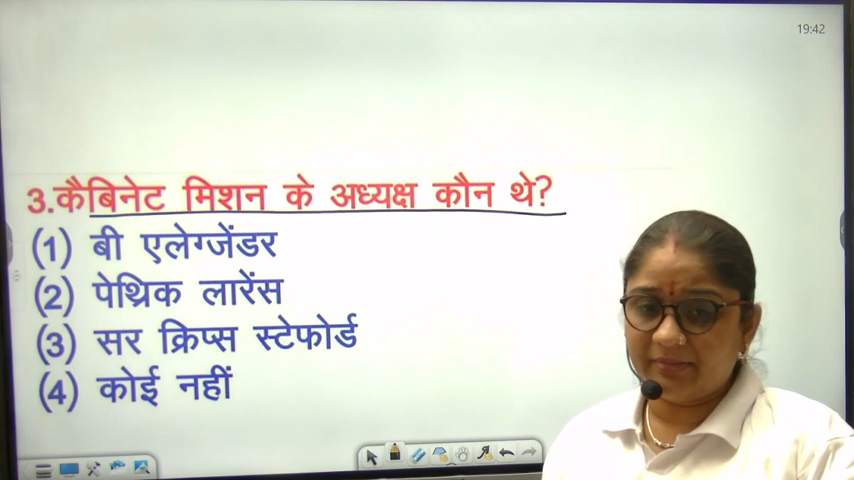 19:42
3.कैबिनेट मिशन के अध्यक्ष कौन थे?
(1) बी एलेग्जेंडर
(2) पेथ्रिक लारेंस
(3) सर क्रिप्स स्टेफोर्ड
(4) कोई नहीं